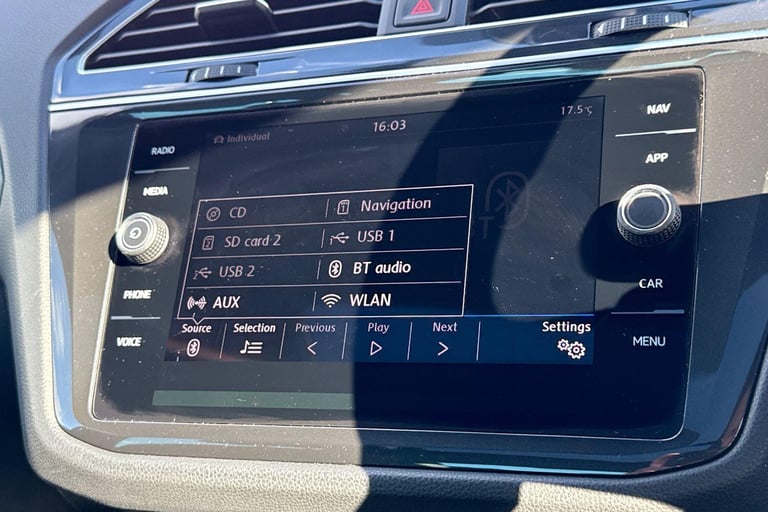 Individual 16:03 17.5°C
RADIO
MEDIA
PHONE
VOICE
CD Navigation
SD card 2 USB 1
USB 2 BT audio
AUX WLAN
Source Selection Previous Play Next Settings
NAV
APP
CAR
MENU